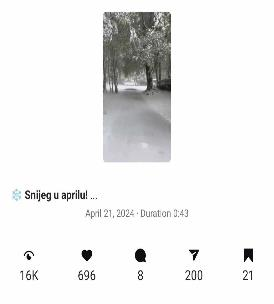 ❄️ Snijeg u aprilu! ...
April 21, 2024 · Duration 0:43
16K 696 8 200 21